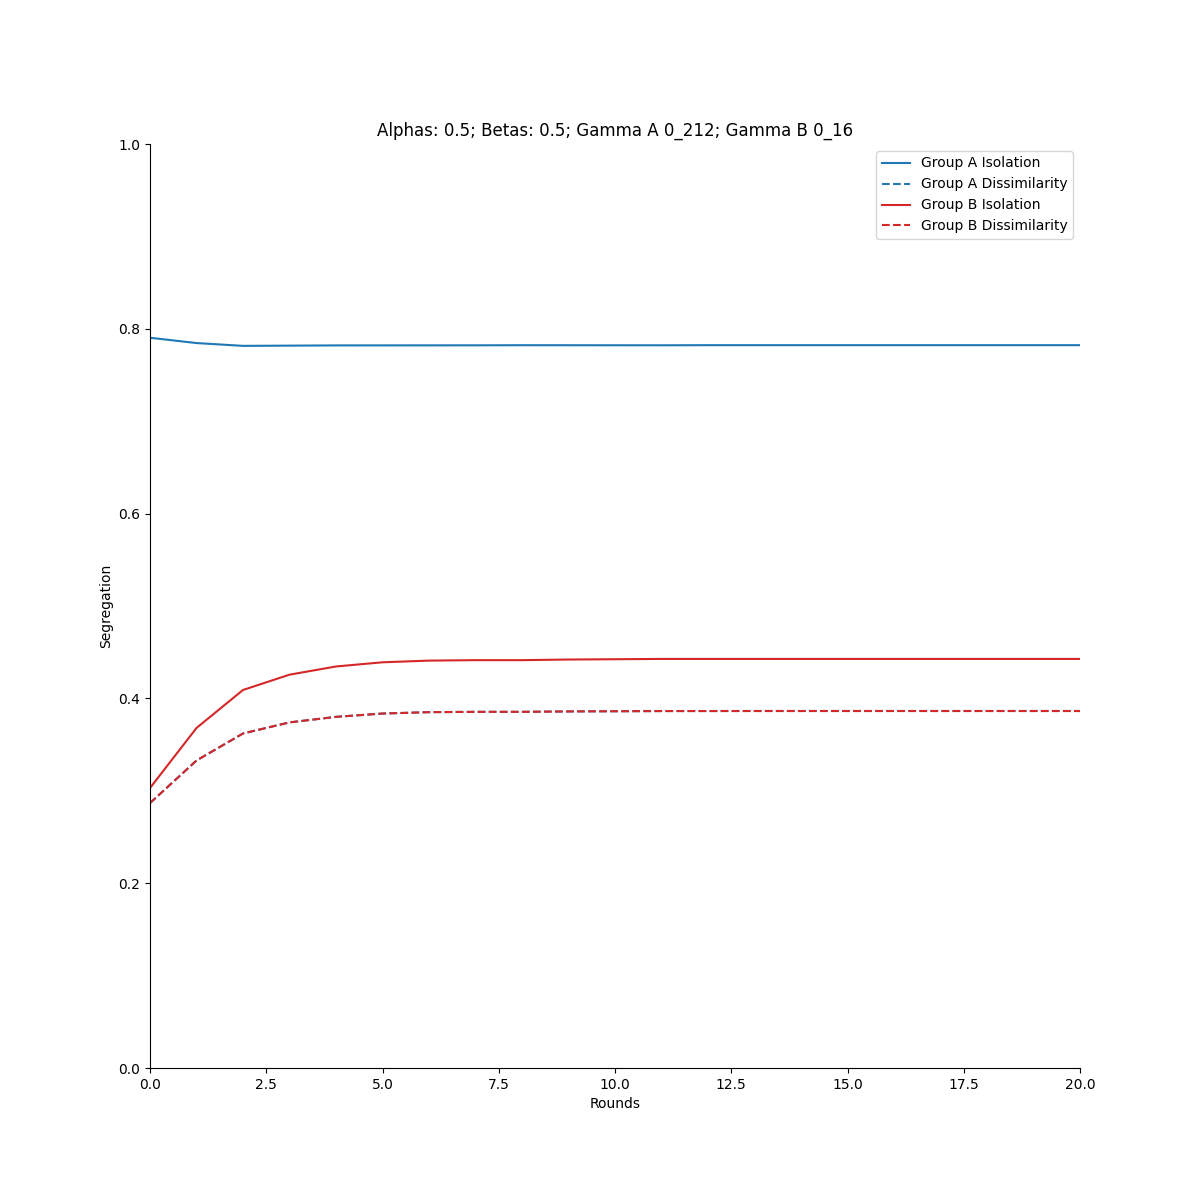 Alphas: 0.5; Betas: 0.5; Gamma A 0_212; Gamma B 0_16
Group A Isolation
Group A Dissimilarity
Group B Isolation
Group B Dissimilarity
1.0
0.8
0.6
0.4
0.2
0.0
Segregation
0.0 2.5 5.0 7.5 10.0 12.5 15.0 17.5 20.0
Rounds